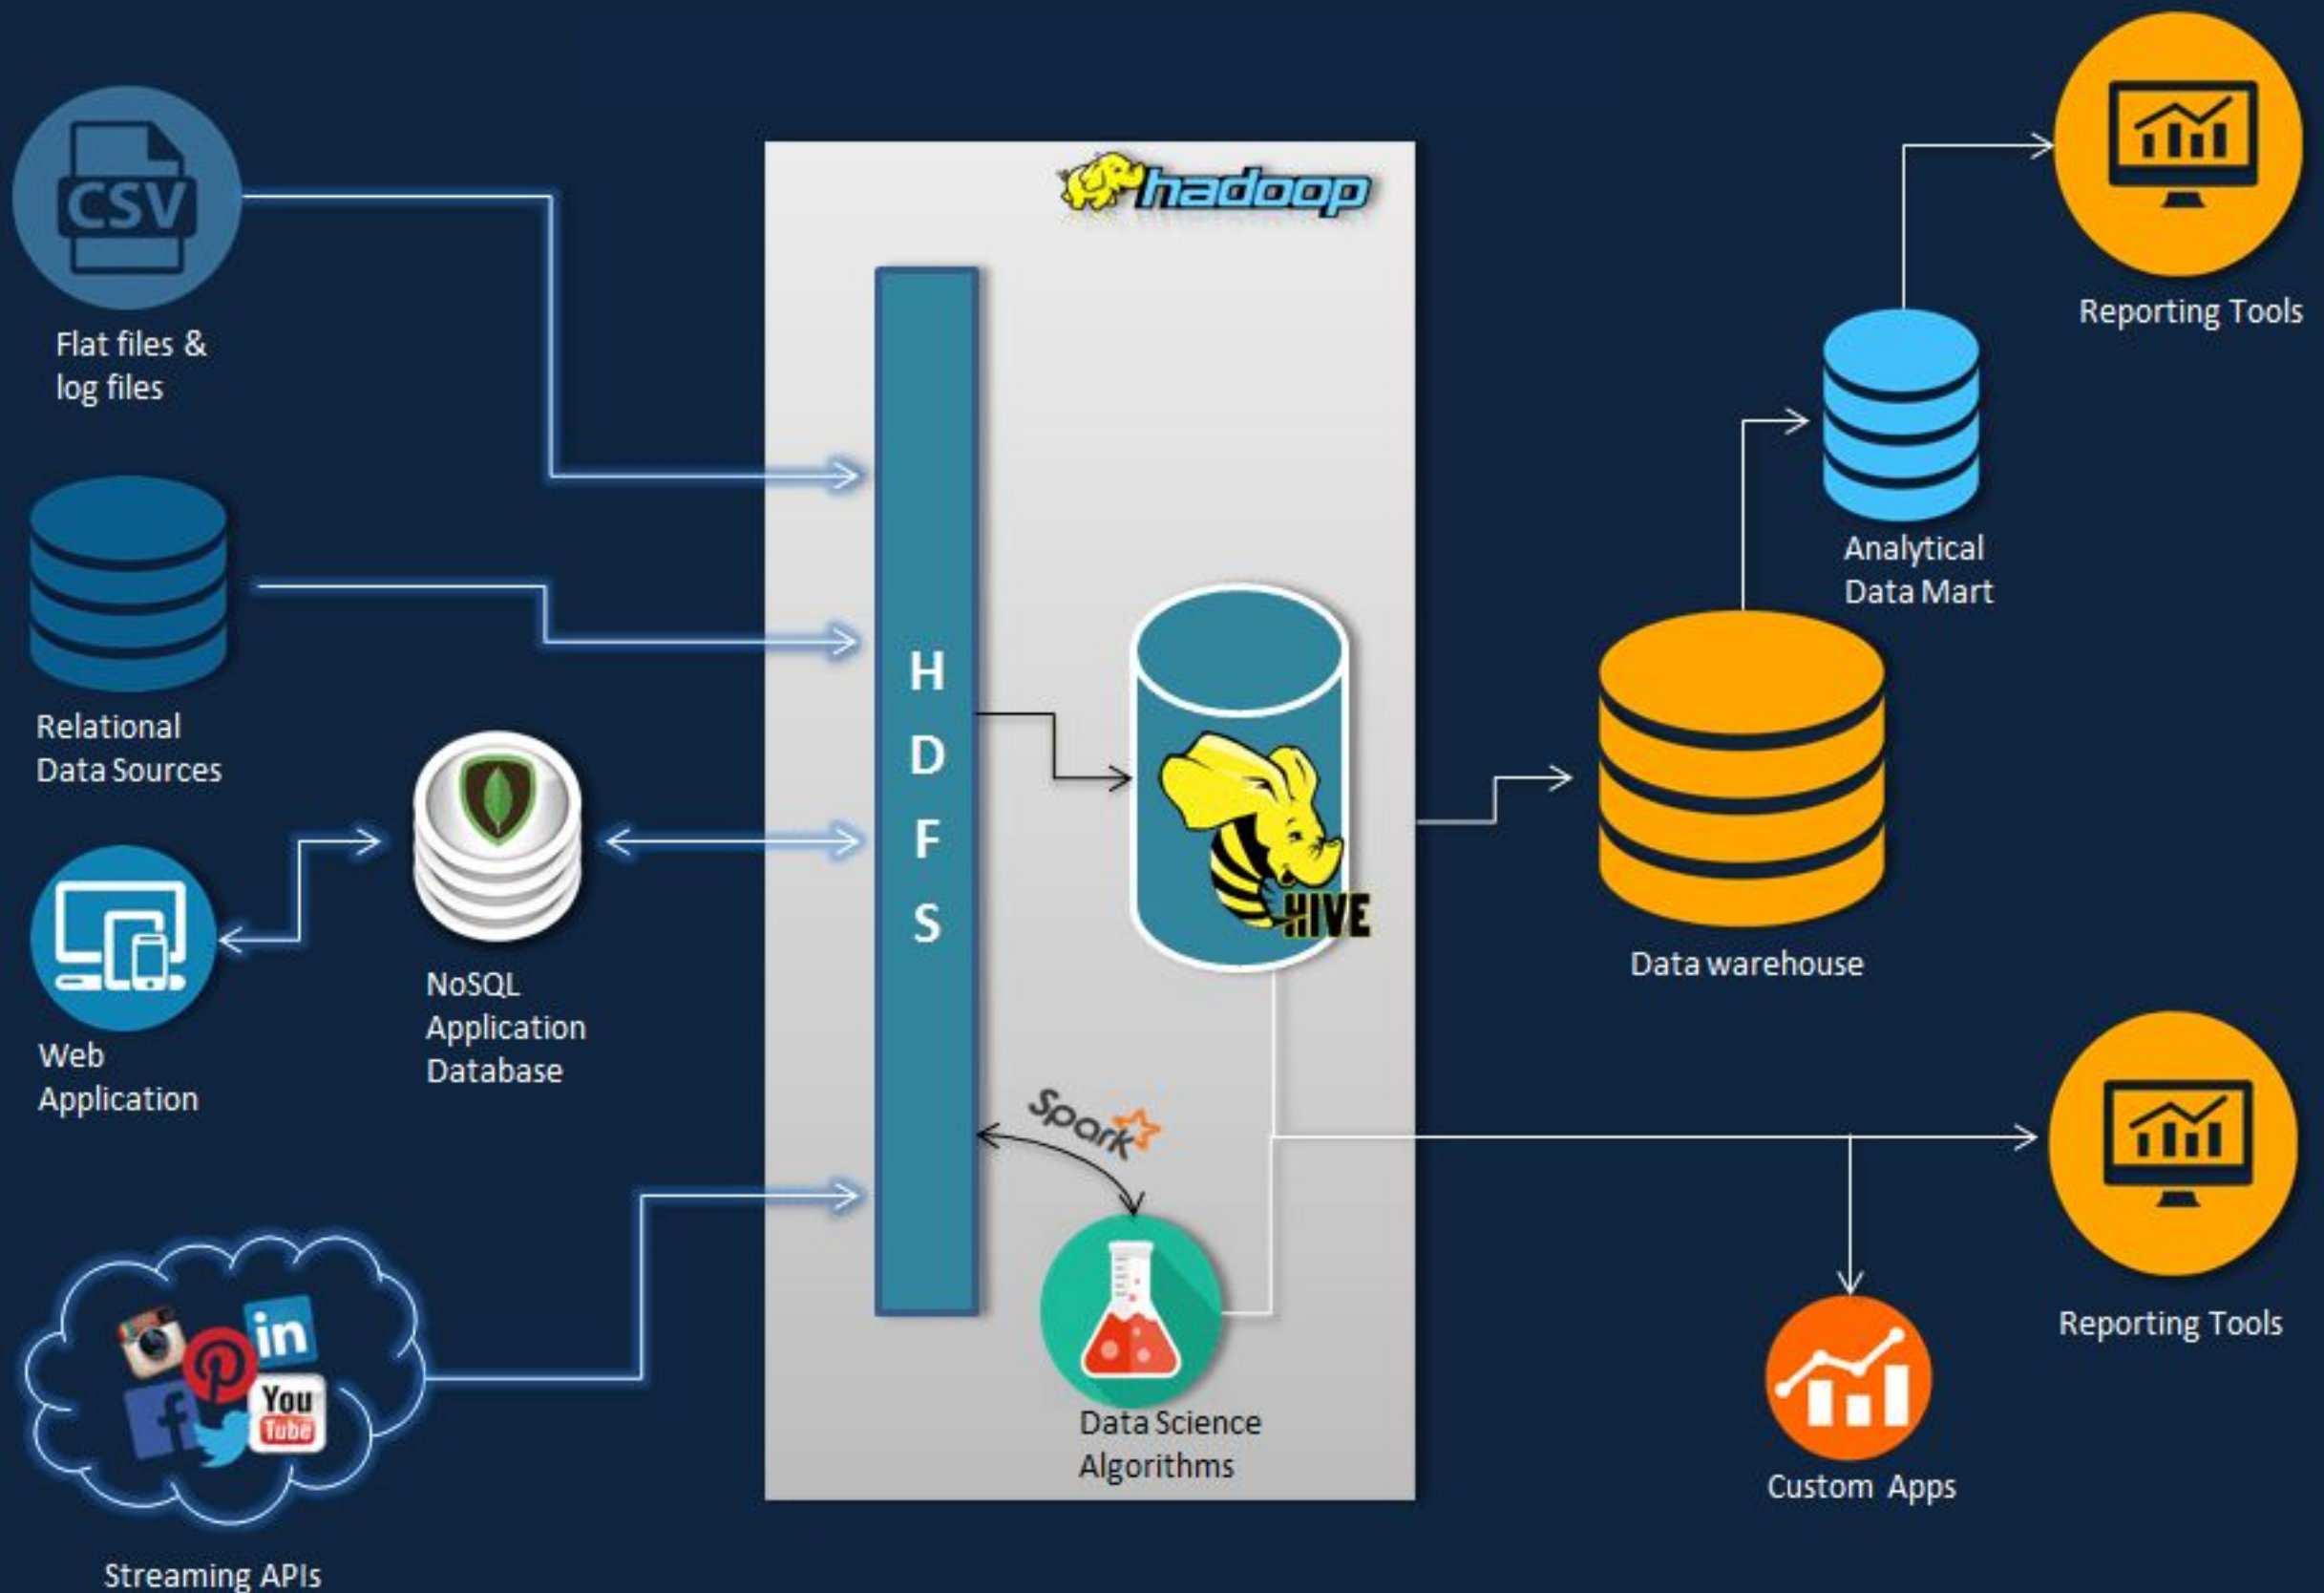 CSV
Flat files &
log files
Relational
Data Sources
Web
Application
NoSQL
Application
Database
in
f
You
Tube
Streaming APIs
hadoop
H
D
F
S
HIVE
Spark
Data Science
Algorithms
Reporting Tools
Analytical
Data Mart
Data warehouse
Reporting Tools
Custom Apps